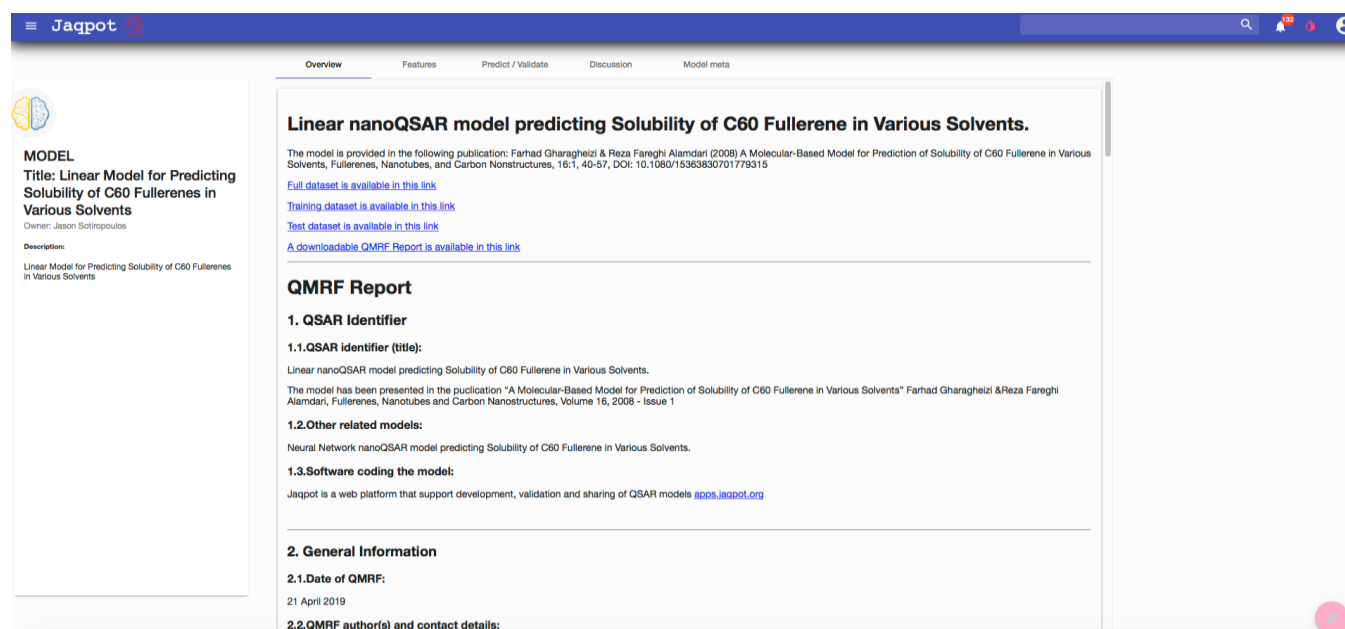 Jaqpot
132
Overview Features Predict / Validate Discussion Model meta
MODEL
Title: Linear Model for Predicting
Solubility of C60 Fullerenes in
Various Solvents
Owner: Jason Sotiropoulos
Description:
Linear Model for Predicting Solubility of C60 Fullerenes
in Various Solvents
Linear nanoQSAR model predicting Solubility of C60 Fullerene in Various Solvents.
The model is provided in the following publication: Farhad Gharagheizi & Reza Fareghi Alamdari (2008) A Molecular-Based Model for Prediction of Solubility of C60 Fullerene in Various
Solvents, Fullerenes, Nanotubes, and Carbon Nonstructures, 16:1, 40-57, DOI: 10.1080/15363830701779315
Full dataset is available in this link
Training dataset is available in this link
Test dataset is available in this link
A downloadable QMRF Report is available in this link
QMRF Report
1. QSAR Identifier
1.1.QSAR identifier (title):
Linear nanoQSAR model predicting Solubility of C60 Fullerene in Various Solvents.
The model has been presented in the puclication "A Molecular-Based Model for Prediction of Solubility of C60 Fullerene in Various Solvents" Farhad Gharagheizi &Reza Fareghi
Alamdari, Fullerenes, Nanotubes and Carbon Nanostructures, Volume 16, 2008 - Issue 1
1.2.Other related models:
Neural Network nanoQSAR model predicting Solubility of C60 Fullerene in Various Solvents.
1.3.Software coding the model:
Jaqpot is a web platform that support development, validation and sharing of QSAR models apps.jaqpot.org
2. General Information
2.1.Date of QMRF:
21 April 2019
2.2.QMRF author(s) and contact details: